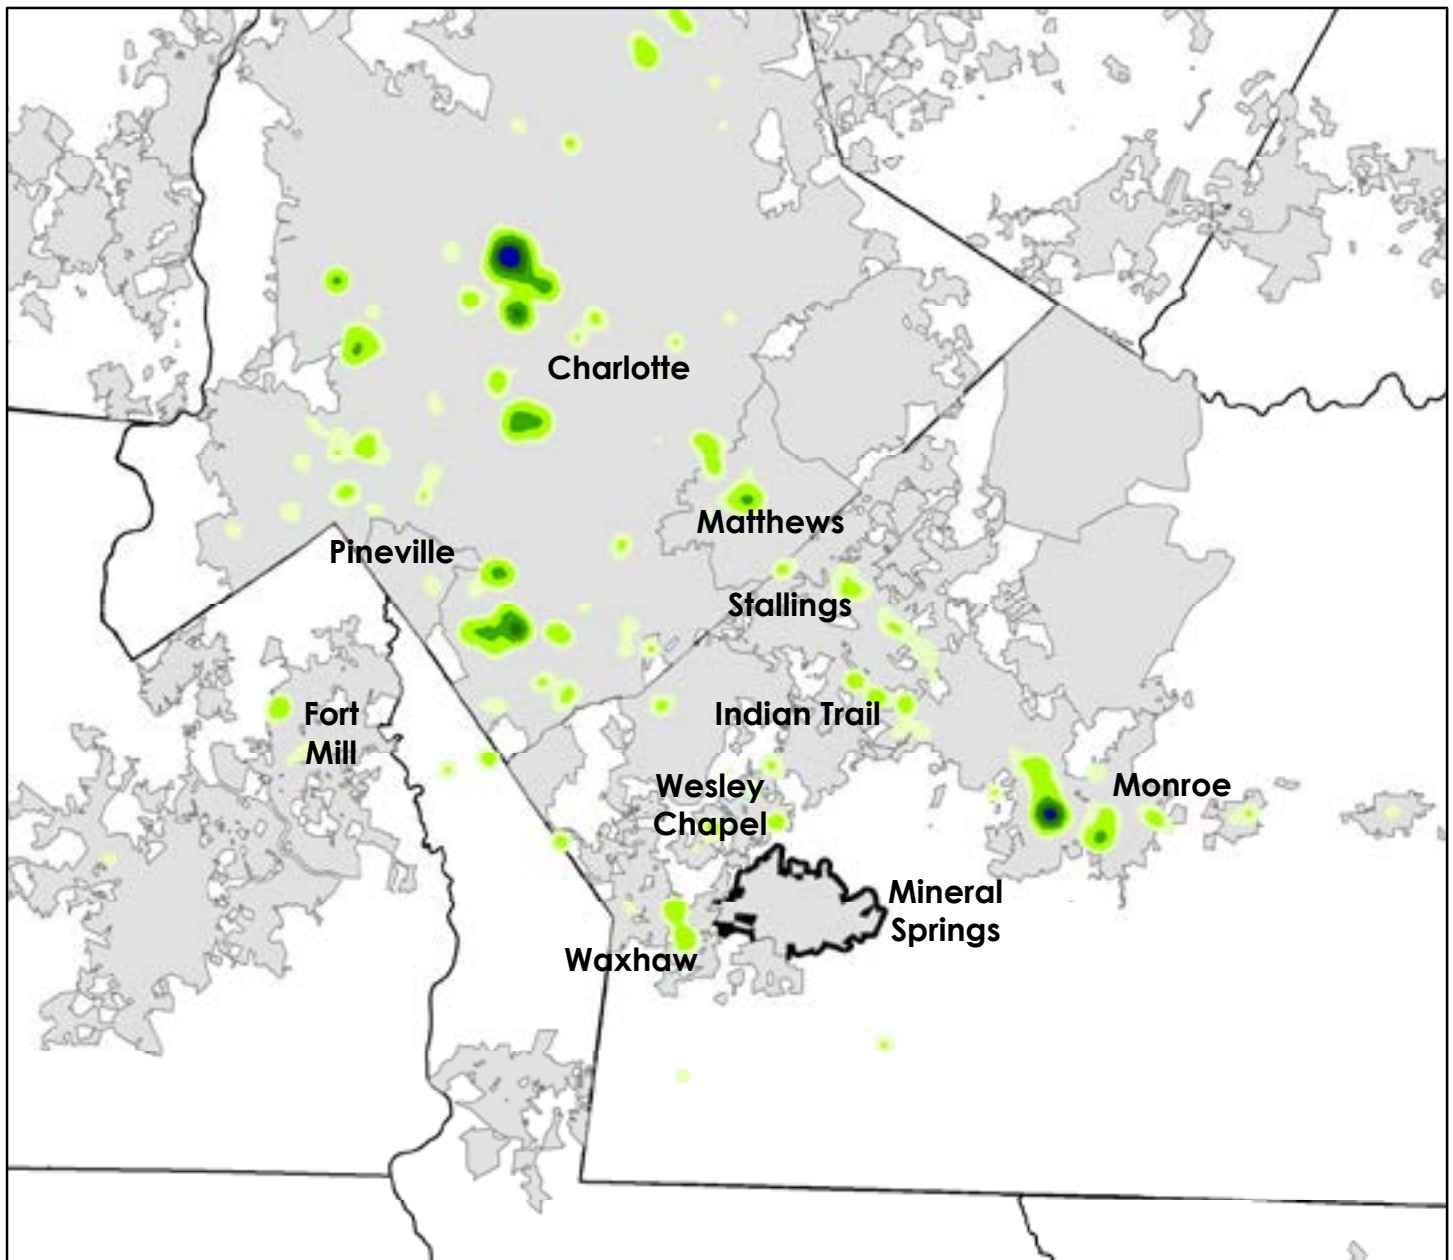 Charlotte
Matthews
Pineville
Stallings
Fort
Mill
Indian Trail
Wesley
Chapel
Monroe
Mineral
Springs
Waxhaw